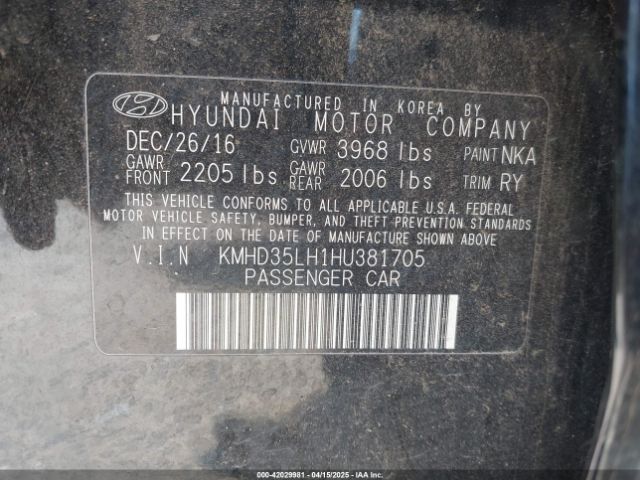 MANUFACTURED IN KOREA BY
HYUNDAI MOTOR COMPANY
DEC/26/16 GVWR 3968 lbs PAINT NKA
GAWR FRONT 2205 lbs GAWR REAR 2006 lbs TRIM RY
THIS VEHICLE CONFORMS TO ALL APPLICABLE U.S.A. FEDERAL
MOTOR VEHICLE SAFETY, BUMPER, AND THEFT PREVENTION STANDARDS
IN EFFECT ON THE DATE OF MANUFACTURE SHOWN ABOVE
V.I.N KMHD35LH1HU381705
PASSENGER CAR
000-42029981 - 04/15/2025 - IAAI.COM